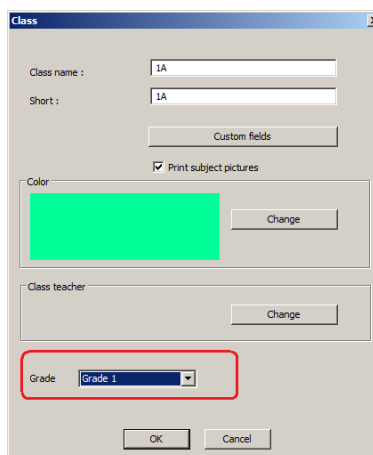 Class
Class name :
1A
Short :
1A
Custom fields
Print subject pictures
Color
Change
Class teacher
Change
Grade
Grade 1
OK
Cancel